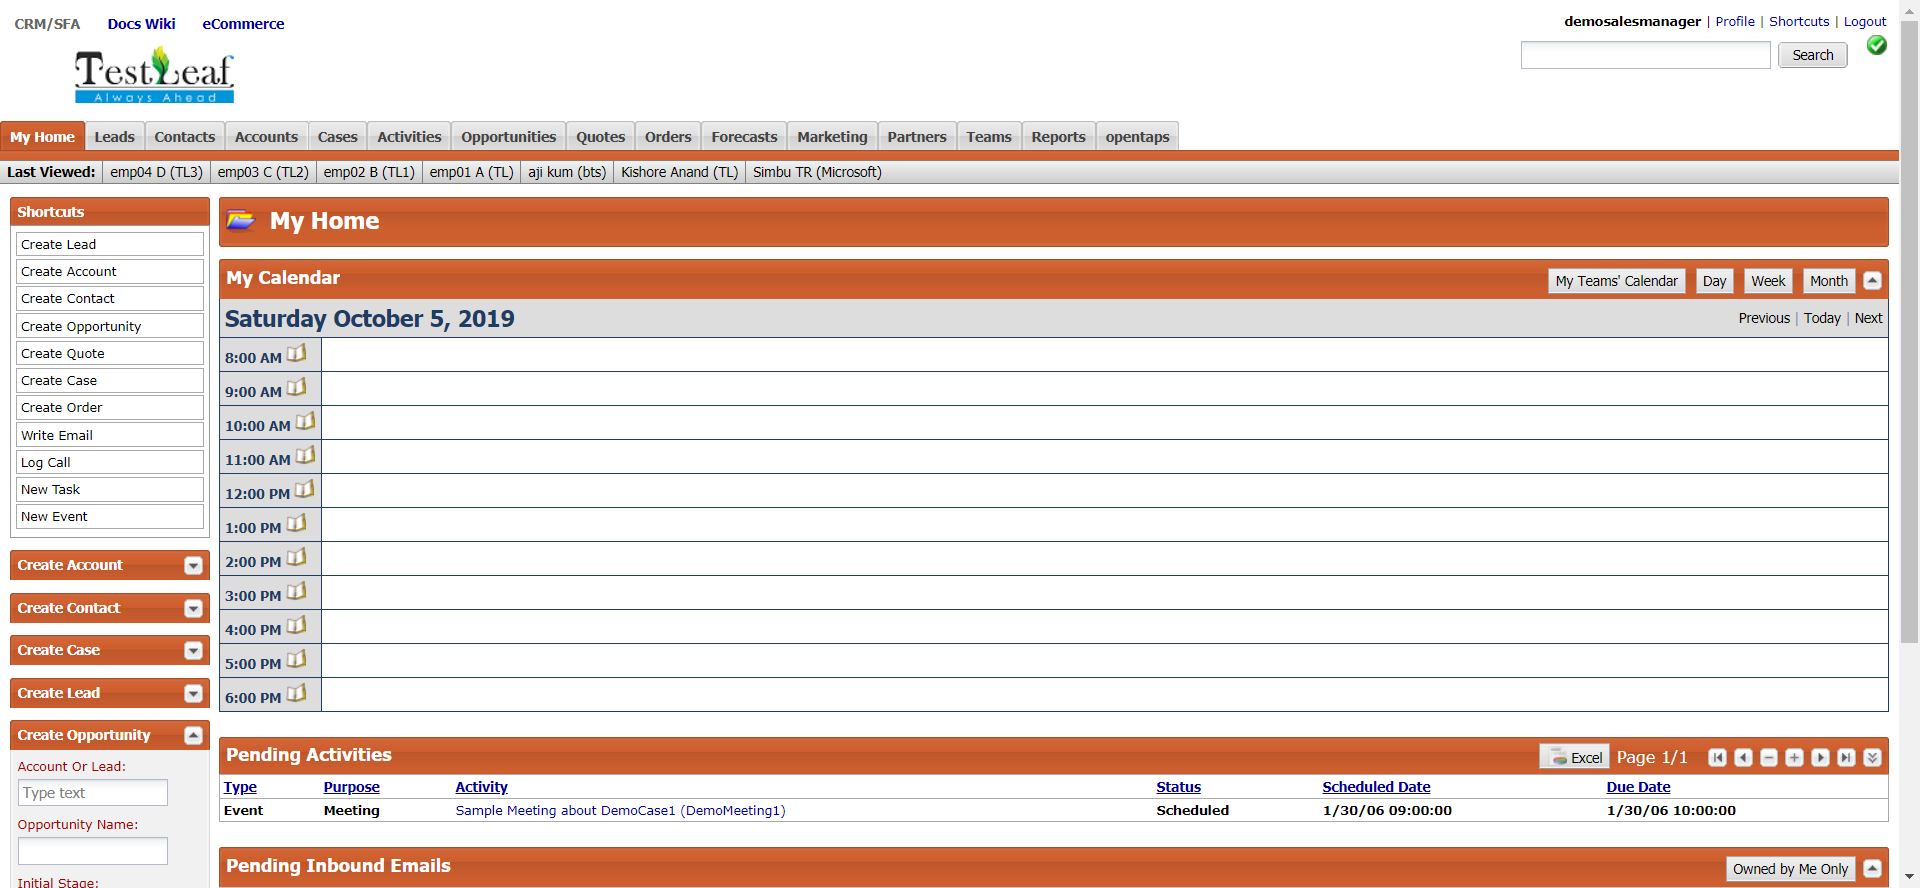 CRM/SFA Docs Wiki eCommerce
demosalesmanager | Profile | Shortcuts | Logout
Search
TestLeaf
Always Ahead
My Home Leads Contacts Accounts Cases Activities Opportunities Quotes Orders Forecasts Marketing Partners Teams Reports opentaps
Last Viewed: emp04 D (TL3) emp03 C (TL2) emp02 B (TL1) emp01 A (TL) aji kum (bts) Kishore Anand (TL) Simbu TR (Microsoft)
Shortcuts
Create Lead
Create Account
Create Contact
Create Opportunity
Create Quote
Create Case
Create Order
Write Email
Log Call
New Task
New Event
Create Account
Create Contact
Create Case
Create Lead
Create Opportunity
Account Or Lead:
Type text
Opportunity Name:
Initial Stage:
My Home
My Calendar
My Teams' Calendar Day Week Month
Saturday October 5, 2019
Previous | Today | Next
8:00 AM
9:00 AM
10:00 AM
11:00 AM
12:00 PM
1:00 PM
2:00 PM
3:00 PM
4:00 PM
5:00 PM
6:00 PM
Pending Activities
Excel Page 1/1
Type Purpose Activity Status Scheduled Date Due Date
Event Meeting Sample Meeting about DemoCase1 (DemoMeeting1) Scheduled 1/30/06 09:00:00 1/30/06 10:00:00
Pending Inbound Emails
Owned by Me Only